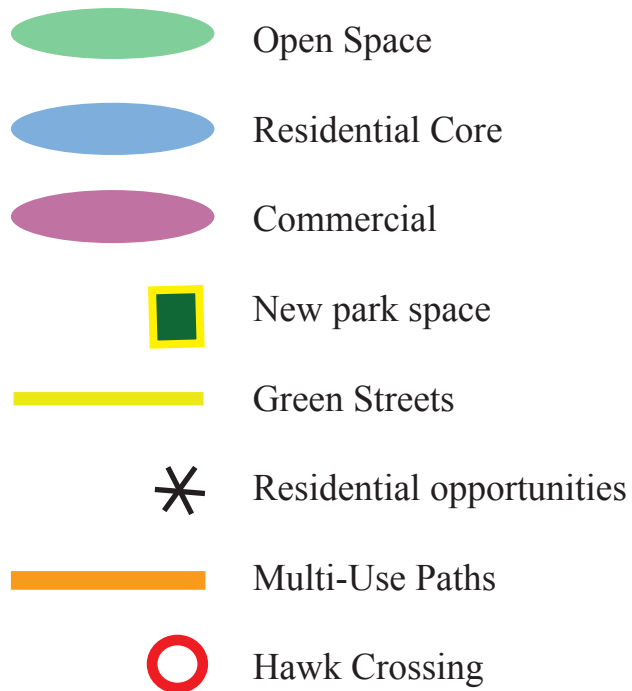 Open Space
Residential Core
Commercial
New park space
Green Streets
Residential opportunities
Multi-Use Paths
Hawk Crossing